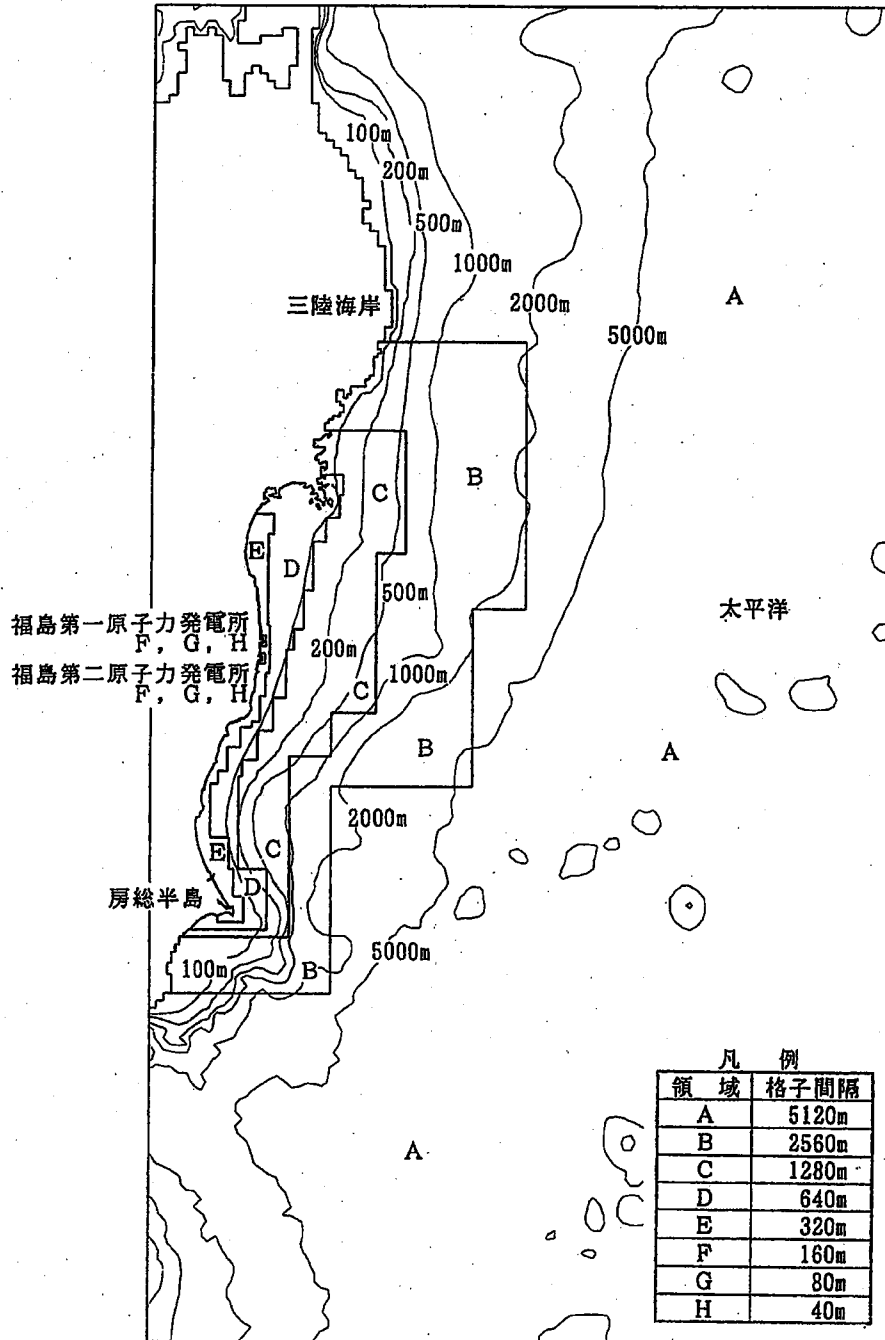 100m
200m
500m
1000m
三陸海岸
2000m
A
5000m
B
C
E
D
500m
太平洋
福島第一原子力発電所
F，G，H
200m
福島第二原子力発電所
F，G，H
1000m
C
B
A
2000m
E
C
D
房総半島
5000m
100m
B
A
凡 例
領 域 格子間隔
A 5120m
B 2560m
C 1280m
D 640m
E 320m
F 160m
G 80m
H 40m